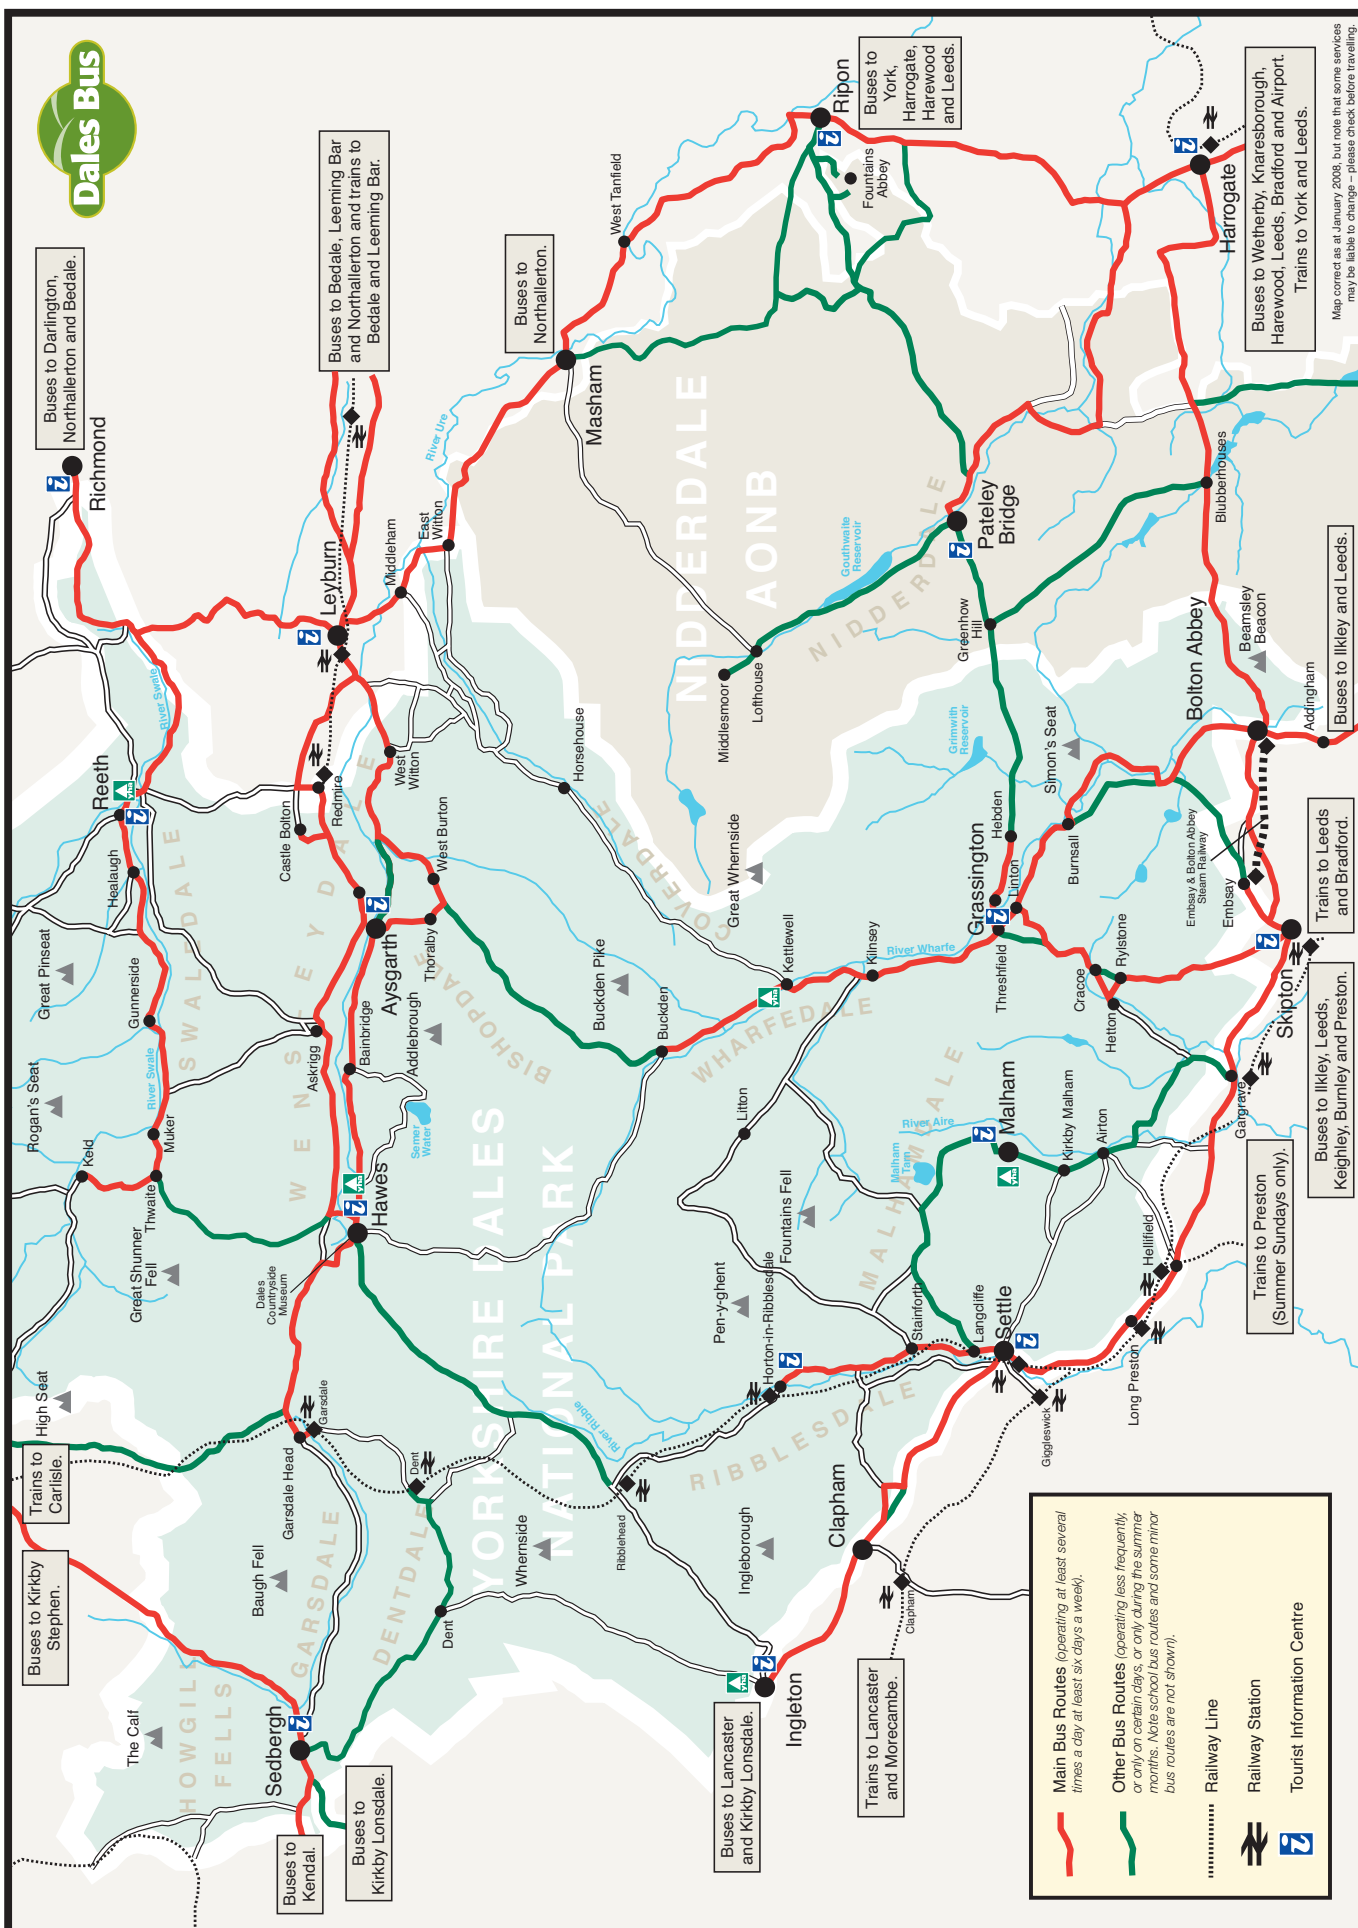 Dales Bus
Buses to Darlington,
Northallerton and Bedale.
Richmond
Buses to Bedale, Leeming Bar
and Northallerton and trains to
Bedale and Leeming Bar.
Buses to
Northallerton.
Buses to
York,
Harrogate,
Harewood
and Leeds.
Buses to Wetherby, Knaresborough,
Harewood, Leeds, Bradford and Airport.
Trains to York and Leeds.
Map correct as at January 2008, but note that some services
may be liable to change – please check before travelling.
Ripon
Fountains
Abbey
West Tanfield
Harrogate
Masham
River Ure
NIDDERDALE
AONB
NIDDERDALE
Pateley
Bridge
Gouthwaite
Reservoir
Blubberhouses
Greenhow
Hill
Middlesmoor
Lofthouse
East
Witton
Middleham
Leyburn
Horsehouse
West
Witton
Redmire
Castle Bolton
River Swale
Reeth
yha
Healaugh
SWALEDALE
WENSLEYDALE
West Burton
Thoralby
Aysgarth
COVERDALE
BISHOPDALE
Great Whernside
Grimwith
Reservoir
Simon's Seat
Bolton Abbey
Beamsley
Beacon
Addingham
Buses to Ilkley and Leeds.
Hebden
Grassington
Linton
Burnsall
Embsay & Bolton Abbey
Steam Railway
Embsay
Trains to Leeds
and Bradford.
Skipton
Buses to Ilkley, Leeds,
Keighley, Burnley and Preston.
Threshfield
Cracoe
Rylstone
Hetton
Gargrave
River Wharfe
Kilnsey
Kettlewell
yha
WHARFEDALE
Buckden
Buckden Pike
Addlebrough
Bainbridge
Askrigg
Gunnerside
Great Pinseat
Rogan's Seat
River Swale
Muker
Keld
Thwaite
Great Shunner
Fell
Semer
Water
Hawes
yha
Dales
Countryside
Museum
YORKSHIRE DALES
NATIONAL PARK
Litton
Fountains Fell
Pen-y-ghent
MALHAMDALE
Malham
Tarn
River Aire
Malham
yha
Kirkby Malham
Airton
Hellifield
Trains to Preston
(Summer Sundays only).
Long Preston
Settle
Langcliffe
Stainforth
Giggleswick
Horton-in-Ribblesdale
RIBBLESDALE
River Ribble
Ribblehead
High Seat
Trains to
Carlisle.
Garsdale
Garsdale Head
Dent
Buses to Kirkby
Stephen.
Baugh Fell
GARSDALE
DENTDALE
Dent
Whernside
Ingleborough
Clapham
Clapham
yha
Ingleton
Buses to Lancaster
and Kirkby Lonsdale.
Trains to Lancaster
and Morecambe.
The Calf
HOWGILL
FELLS
Sedbergh
Buses to
Kendal.
Buses to
Kirkby Lonsdale.
Main Bus Routes (operating at least several
times a day at least six days a week).
Other Bus Routes (operating less frequently,
or only on certain days, or only during the summer
months. Note school bus routes and some minor
bus routes are not shown).
Railway Line
Railway Station
Tourist Information Centre